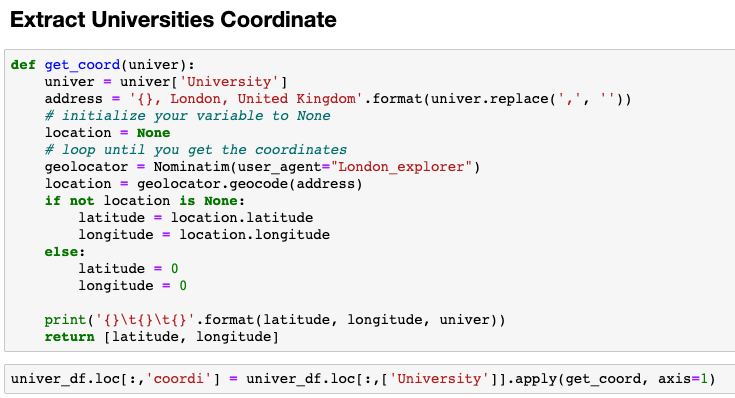 Extract Universities Coordinate
def get_coord(univer):
    univer = univer['University']
    address = '{}, London, United Kingdom'.format(univer.replace(',', ''))
    # initialize your variable to None
    location = None
    # loop until you get the coordinates
    geolocator = Nominatim(user_agent="London_explorer")
    location = geolocator.geocode(address)
    if not location is None:
        latitude = location.latitude
        longitude = location.longitude
    else:
        latitude = 0
        longitude = 0
    print('{}\t{}\t{}'.format(latitude, longitude, univer))
    return [latitude, longitude]
univer_df.loc[:,'coordi'] = univer_df.loc[:,['University']].apply(get_coord, axis=1)